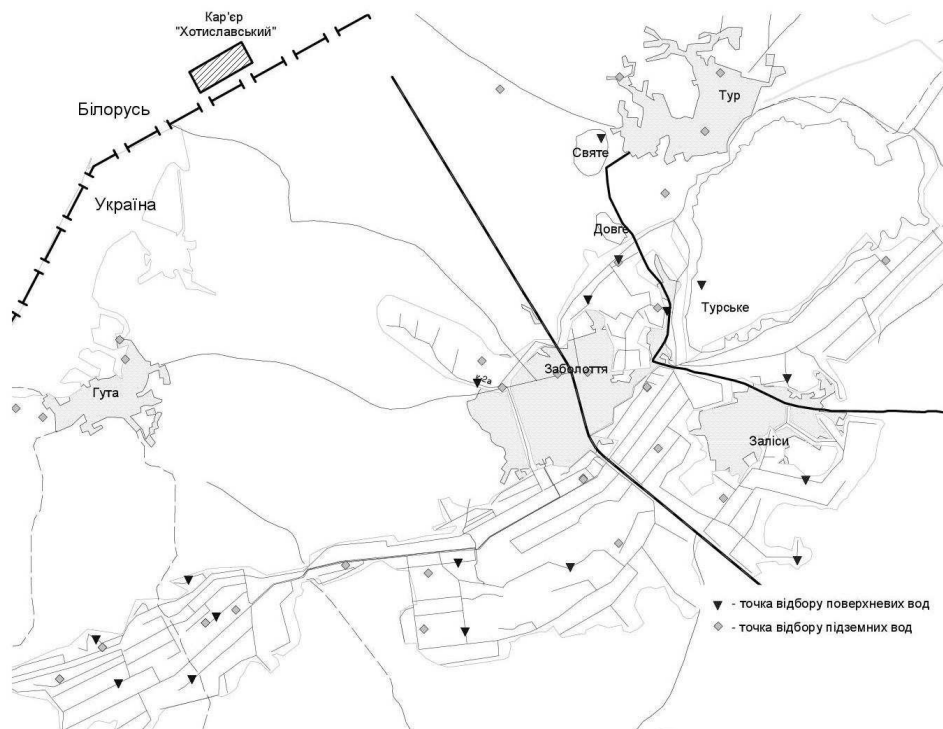 Кар'єр
"Хотиславський"
Білорусь
Україна
Тур
Святе
Довге
Турське
Заболоття
к-2а
Гута
Заліси
- точка відбору поверхневих вод
- точка відбору підземних вод